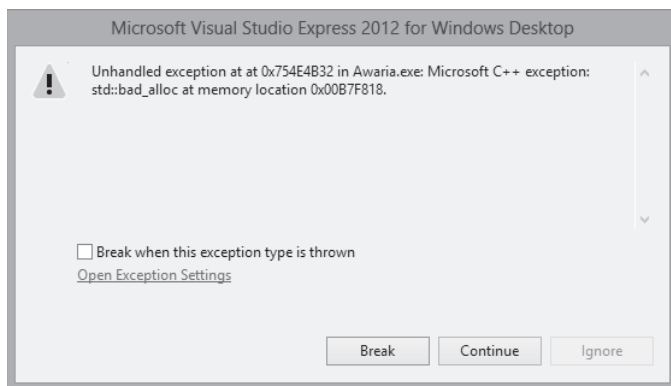 Microsoft Visual Studio Express 2012 for Windows Desktop
Unhandled exception at at 0x754E4B32 in Awaria.exe: Microsoft C++ exception:
std::bad_alloc at memory location 0x00B7F818.
Break when this exception type is thrown
Open Exception Settings
Break
Continue
Ignore